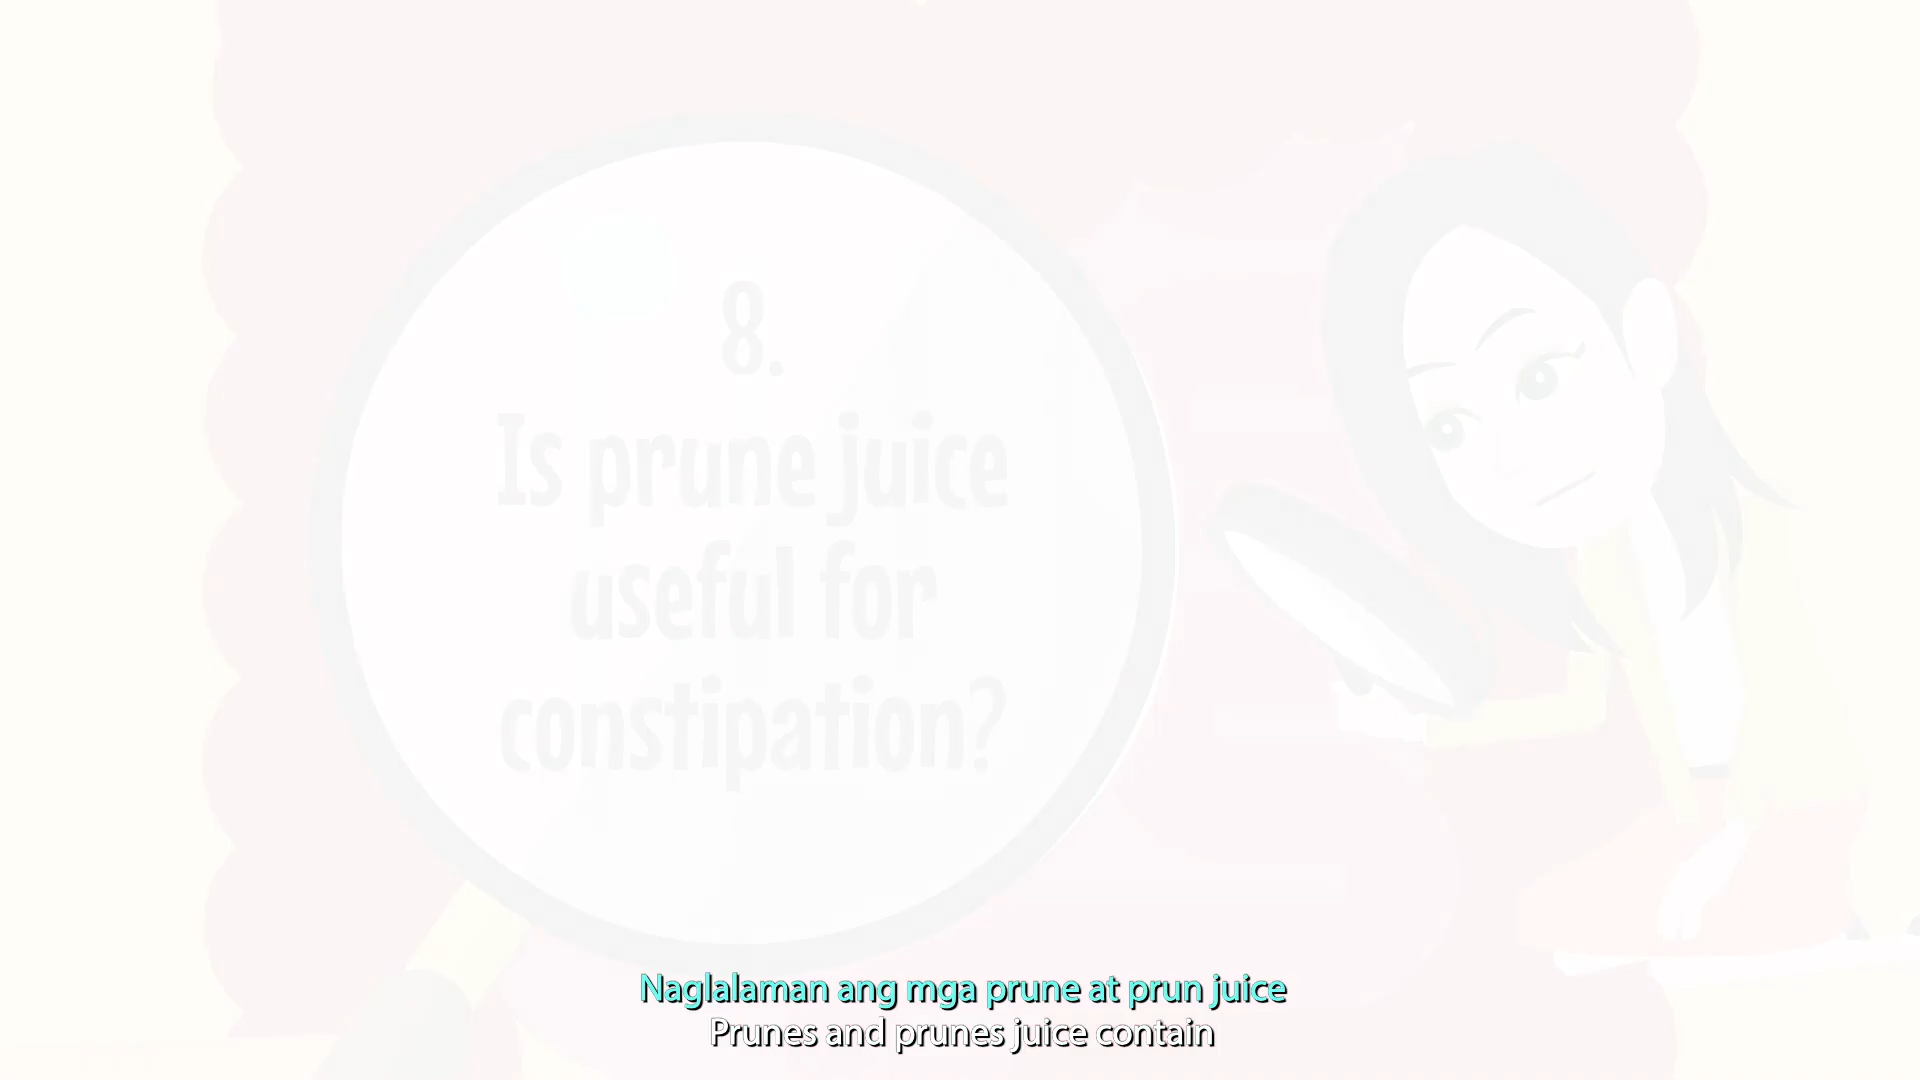 8.
Is prune juice
useful for
constipation?
Naglalaman ang mga prune at prun juice
Prunes and prunes juice contain